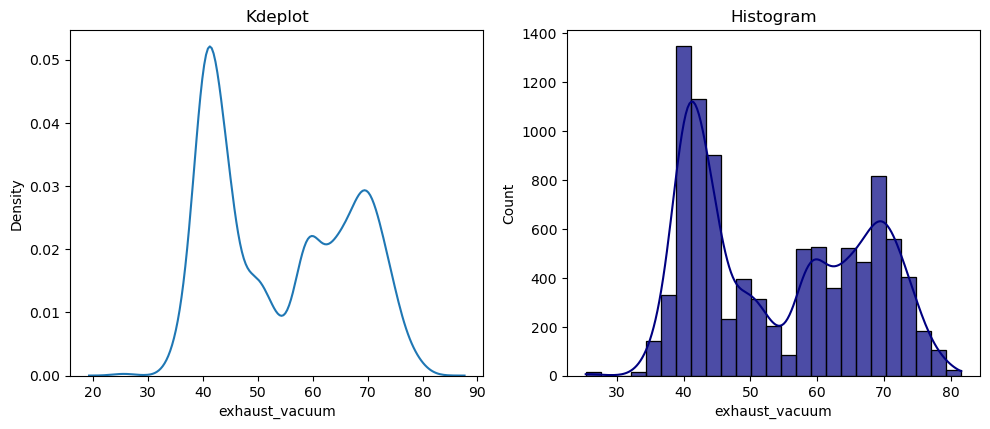 Kdeplot
Density
0.05
0.04
0.03
0.02
0.01
0.00
20 30 40 50 60 70 80 90
exhaust_vacuum
Histogram
Count
1400
1200
1000
800
600
400
200
0
30 40 50 60 70 80
exhaust_vacuum